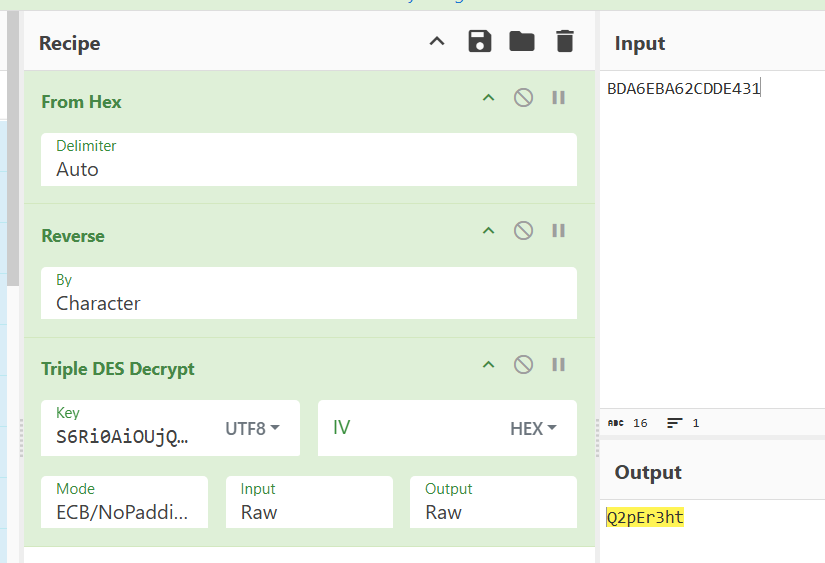 Recipe
From Hex
Delimiter
Auto
Reverse
By
Character
Triple DES Decrypt
Key
S6Ri0AiOUjQ...
UTF8
IV
HEX
Mode
ECB/NoPaddi...
Input
Raw
Output
Raw
Input
BDA6EBA62CDDE431
ABC 16
1
Output
Q2pEr3ht